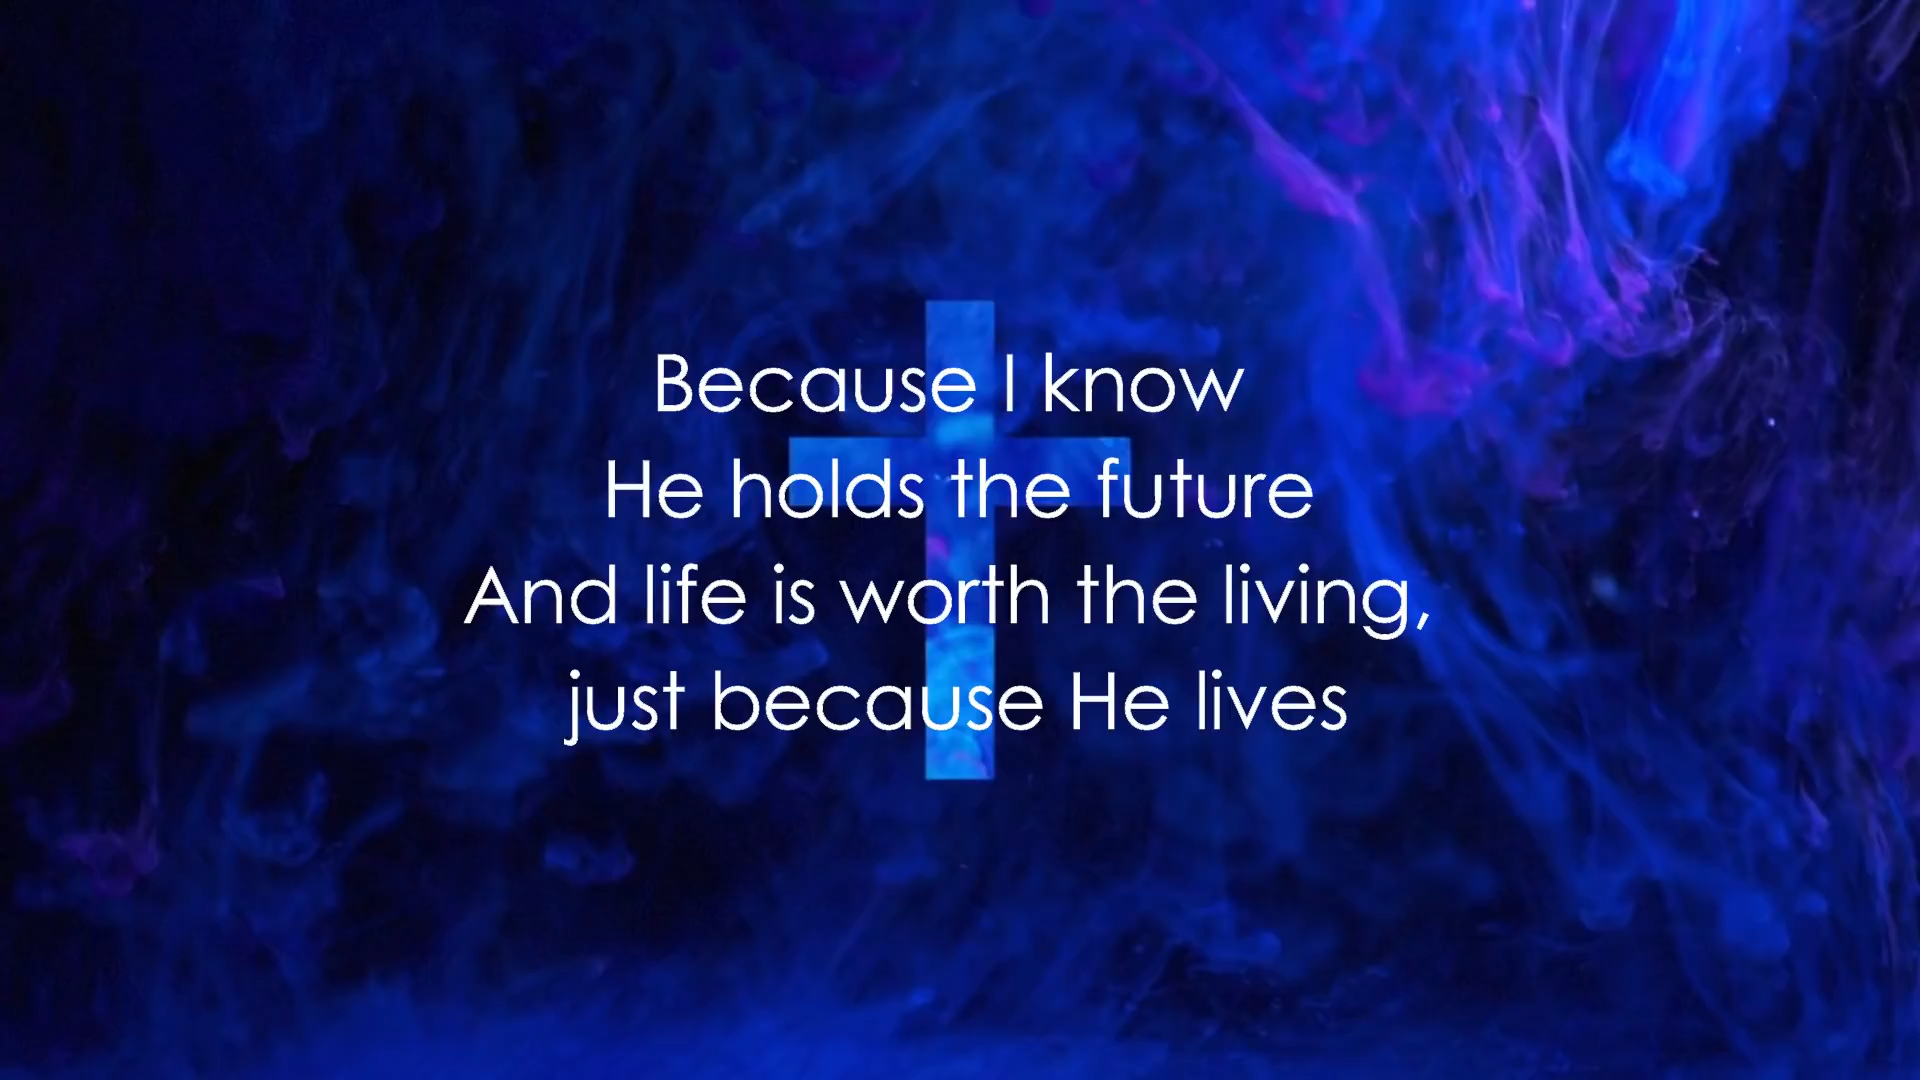 Because I know
He holds the future
And life is worth the living,
just because He lives